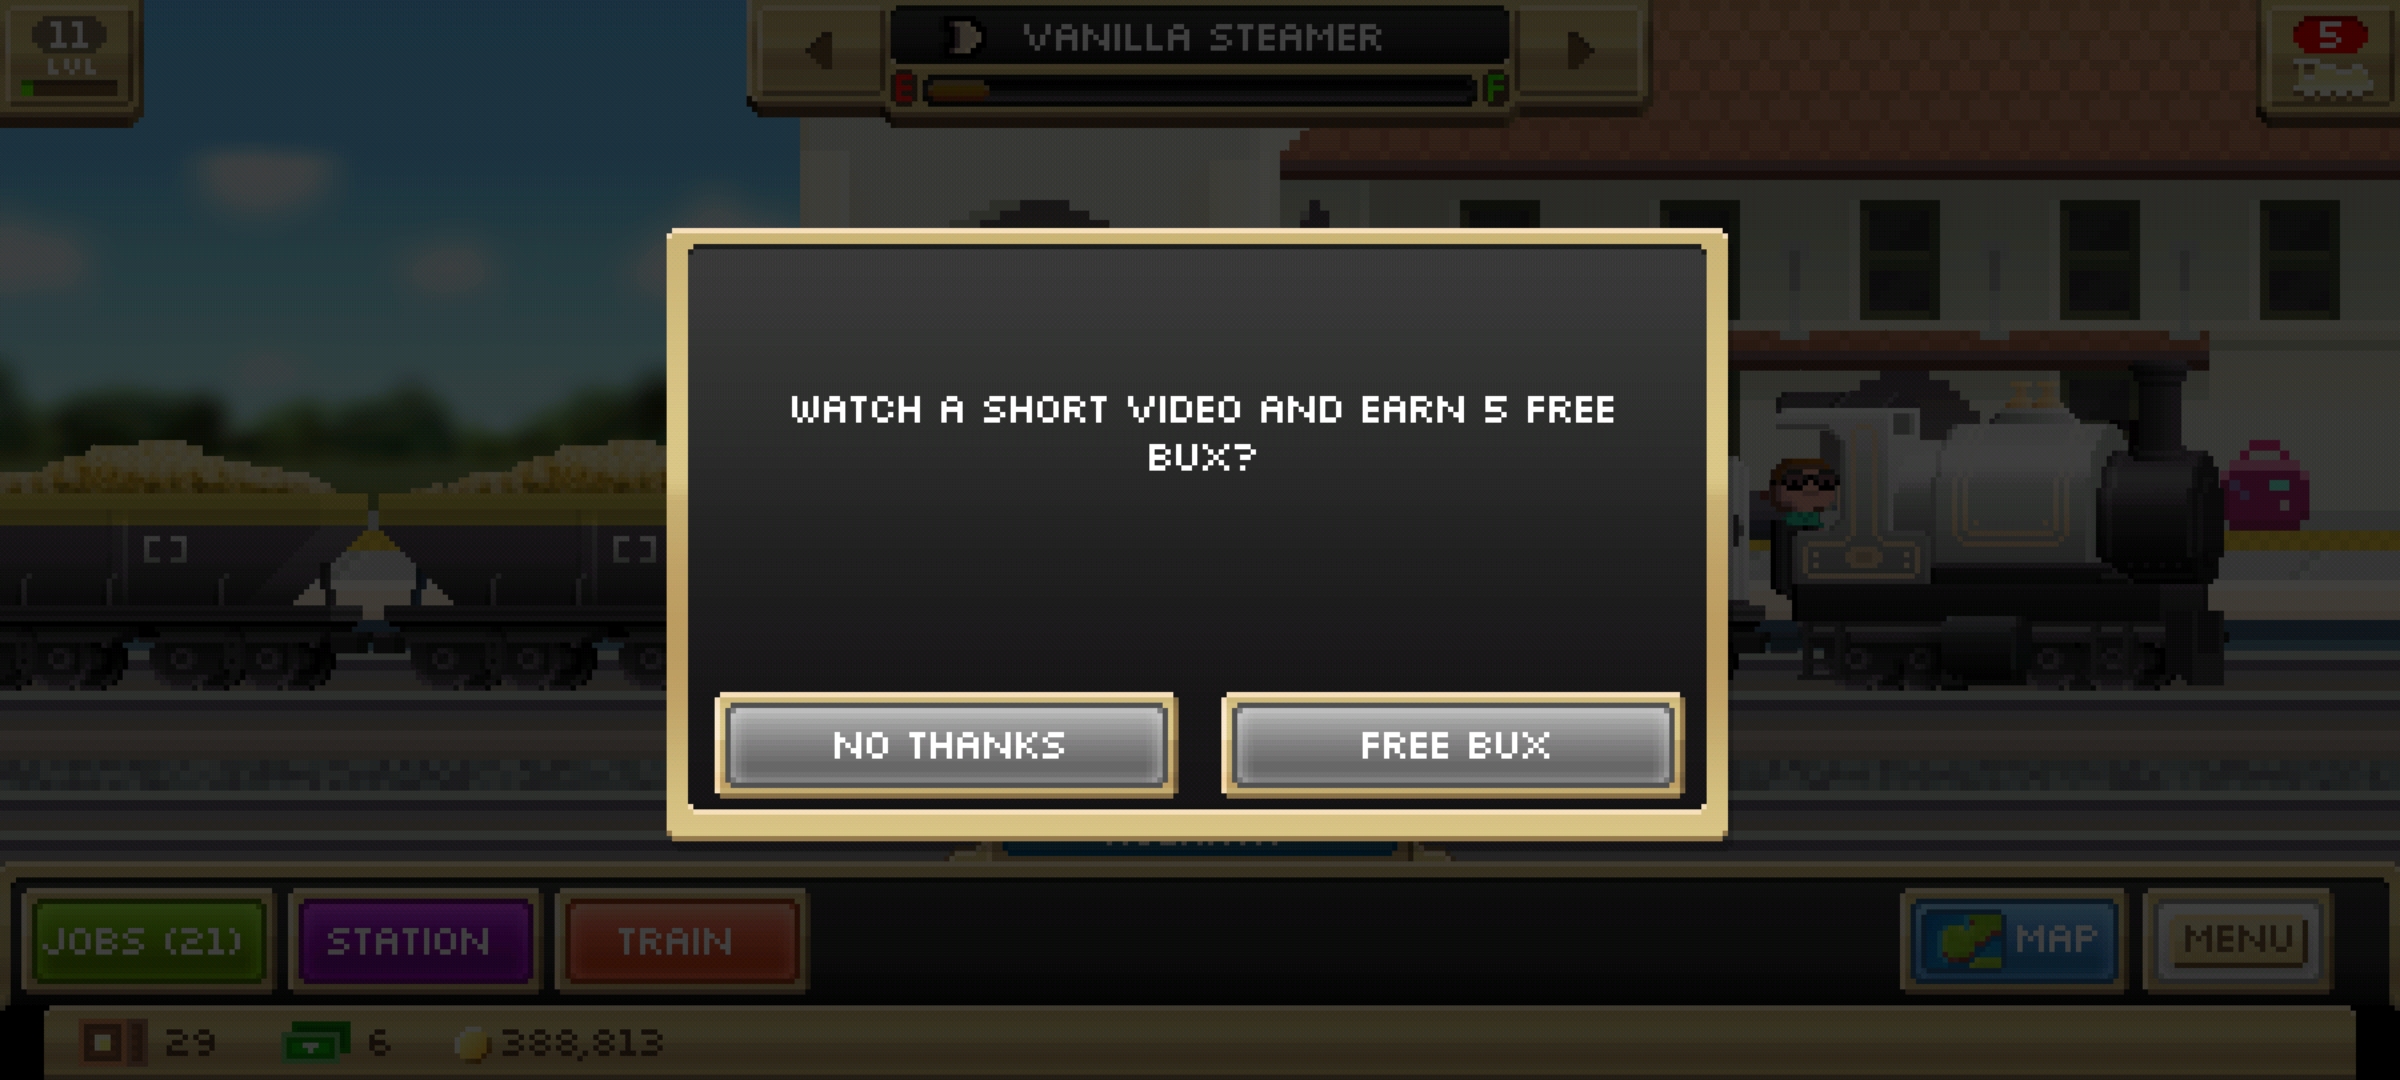 11
LVL
VANILLA STEAMER
E
F
5
WATCH A SHORT VIDEO AND EARN 5 FREE
BUX?
NO THANKS
FREE BUX
JOBS (21)
STATION
TRAIN
MAP
MENU
29
6
388,813